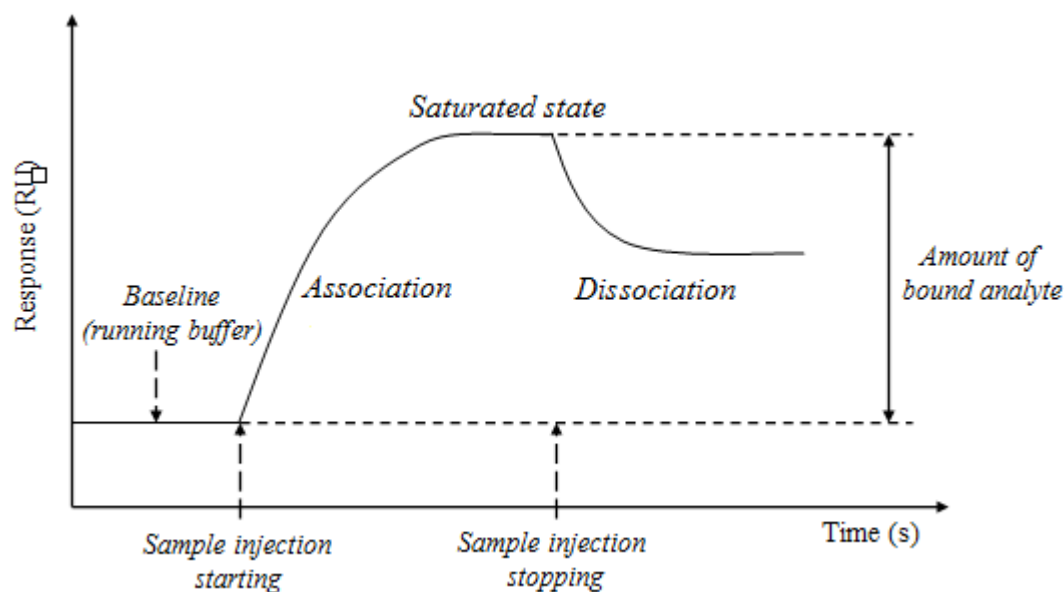 Response (RU)
Saturated state
Association
Dissociation
Baseline
(running buffer)
Amount of
bound analyte
Time (s)
Sample injection
starting
Sample injection
stopping